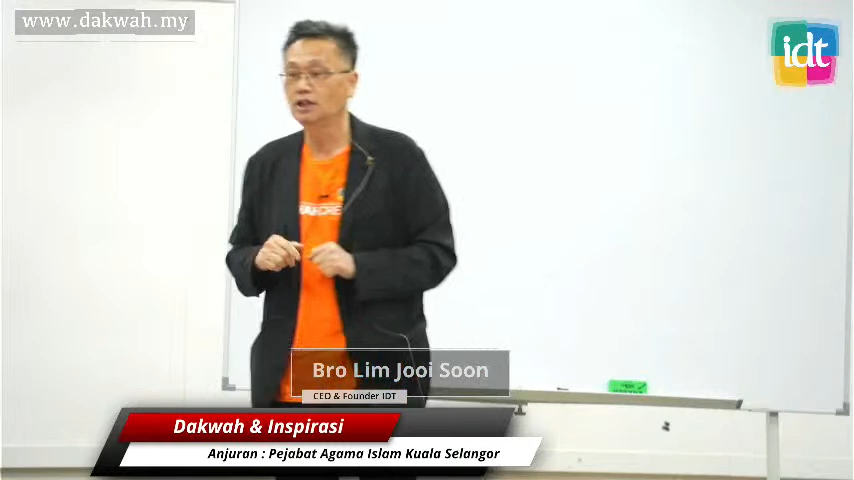 www.dakwah.my
idt
Bro Lim Jooi Soon
CEO & Founder IDT
Dakwah & Inspirasi
Anjuran : Pejabat Agama Islam Kuala Selangor